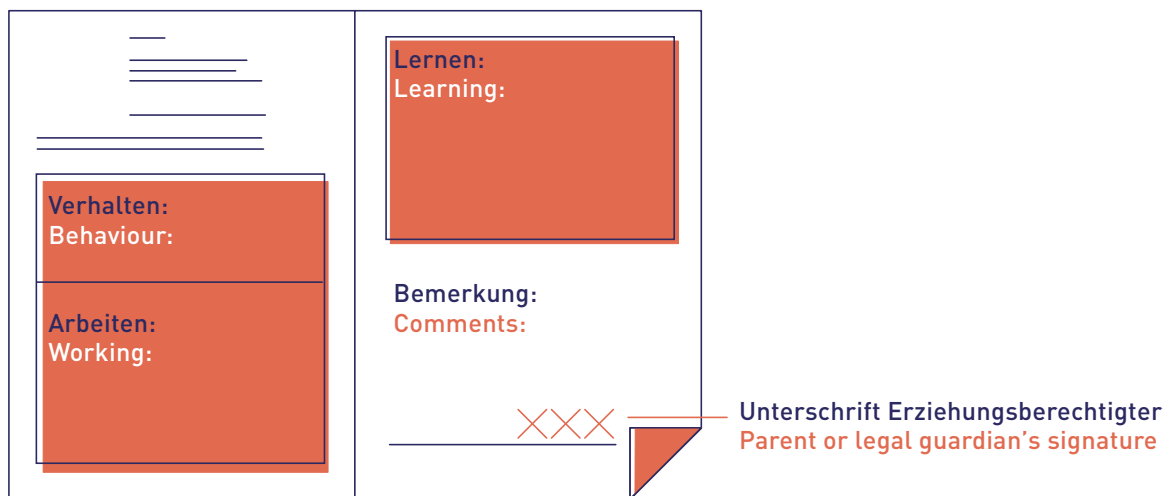 Verhalten:
Behaviour:
Arbeiten:
Working:
Lernen:
Learning:
Bemerkung:
Comments:
Unterschrift Erziehungsberechtigter
Parent or legal guardian’s signature